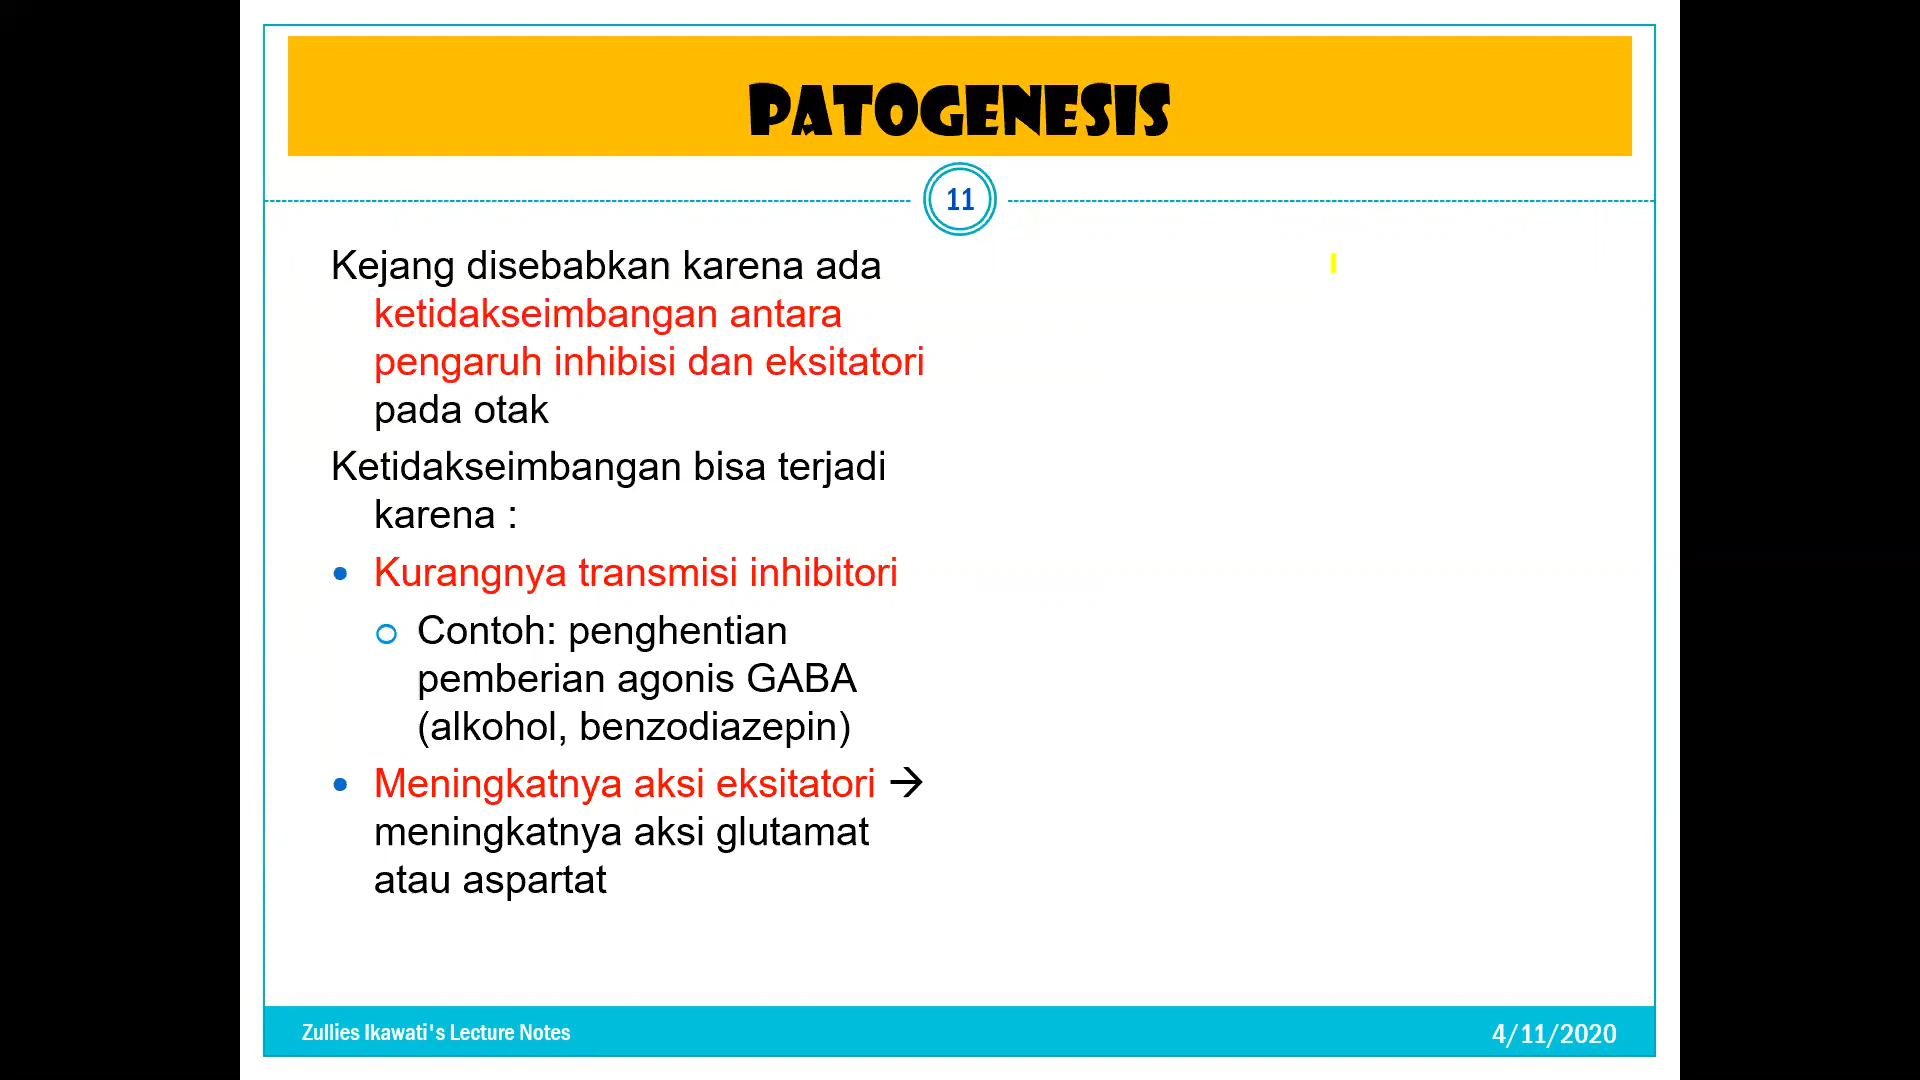 PATOGENESIS
11
Kejang disebabkan karena ada
ketidakseimbangan antara
pengaruh inhibisi dan eksitatori
pada otak
Ketidakseimbangan bisa terjadi
karena :
• Kurangnya transmisi inhibitori
○ Contoh: penghentian
pemberian agonis GABA
(alkohol, benzodiazepin)
• Meningkatnya aksi eksitatori →
meningkatnya aksi glutamat
atau aspartat
Zullies Ikawati's Lecture Notes
4/11/2020